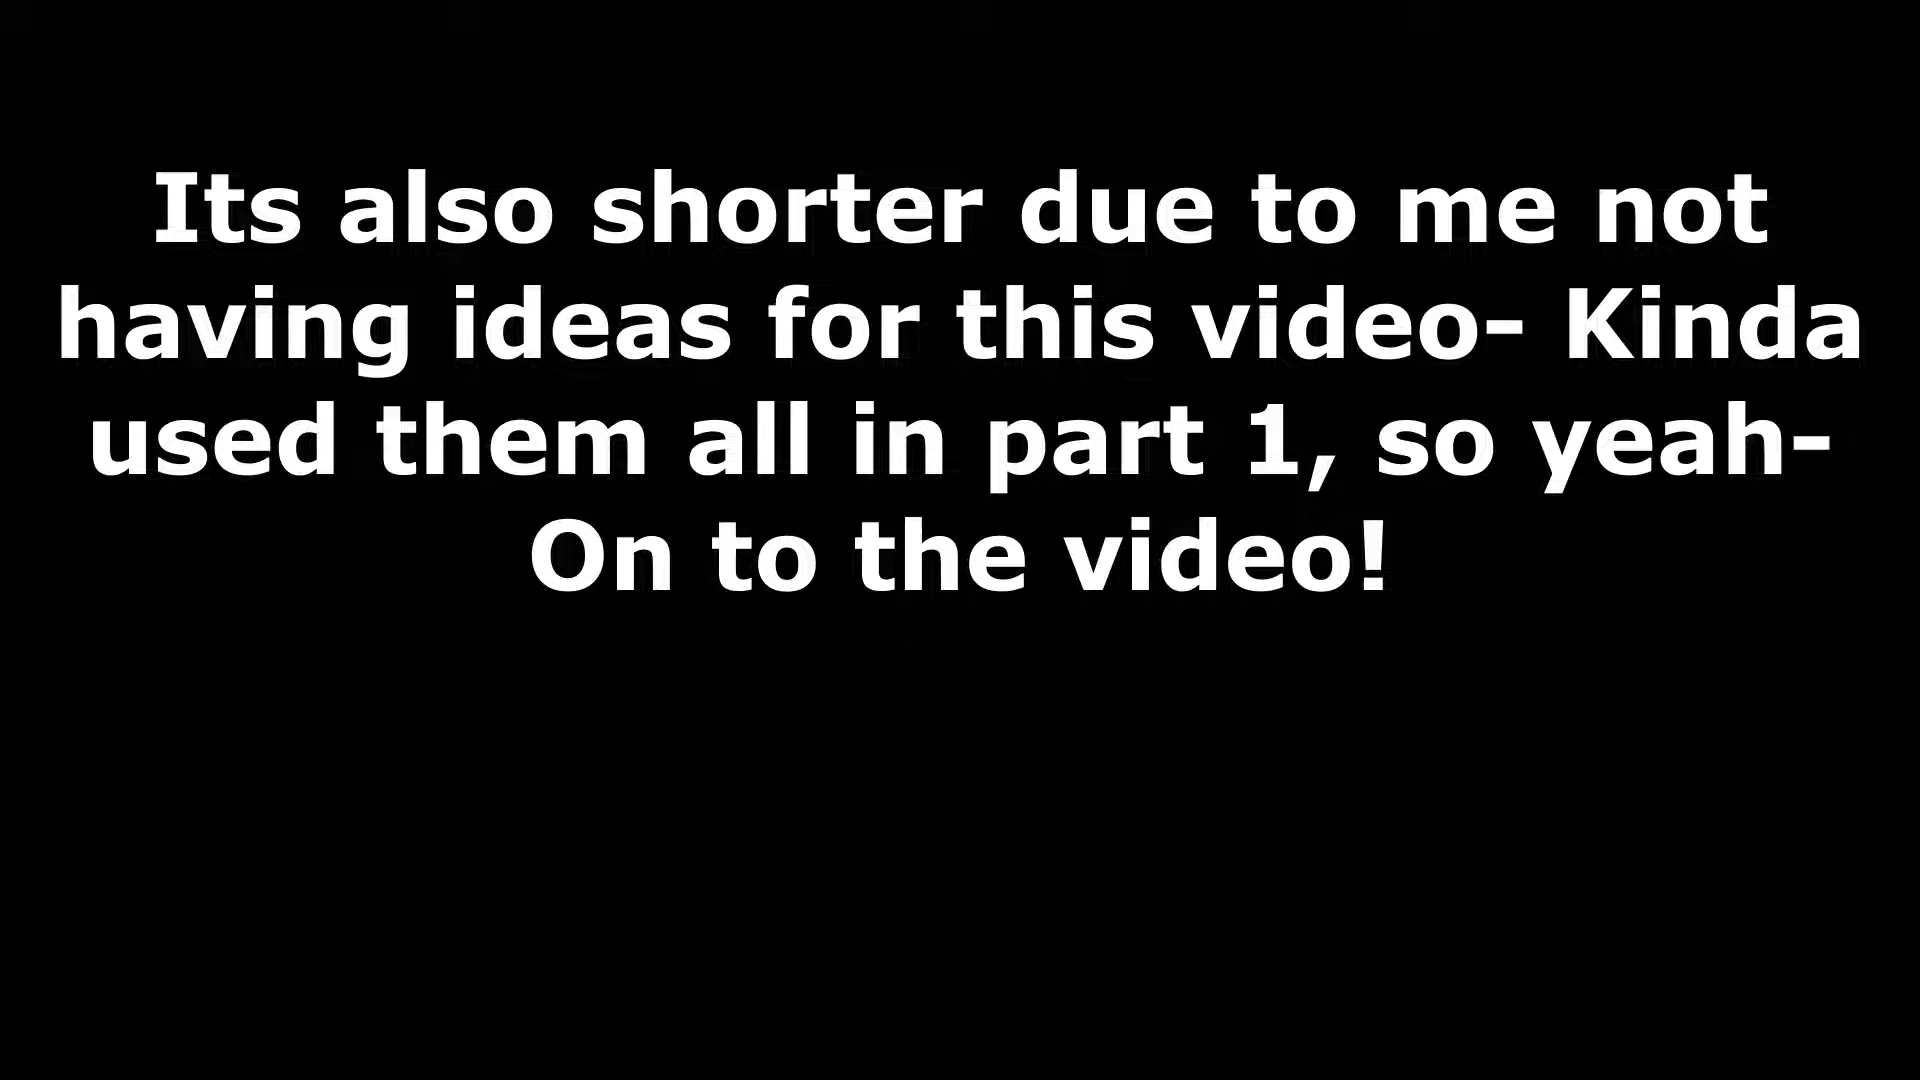 Its also shorter due to me not
having ideas for this video- Kinda
used them all in part 1, so yeah-
On to the video!